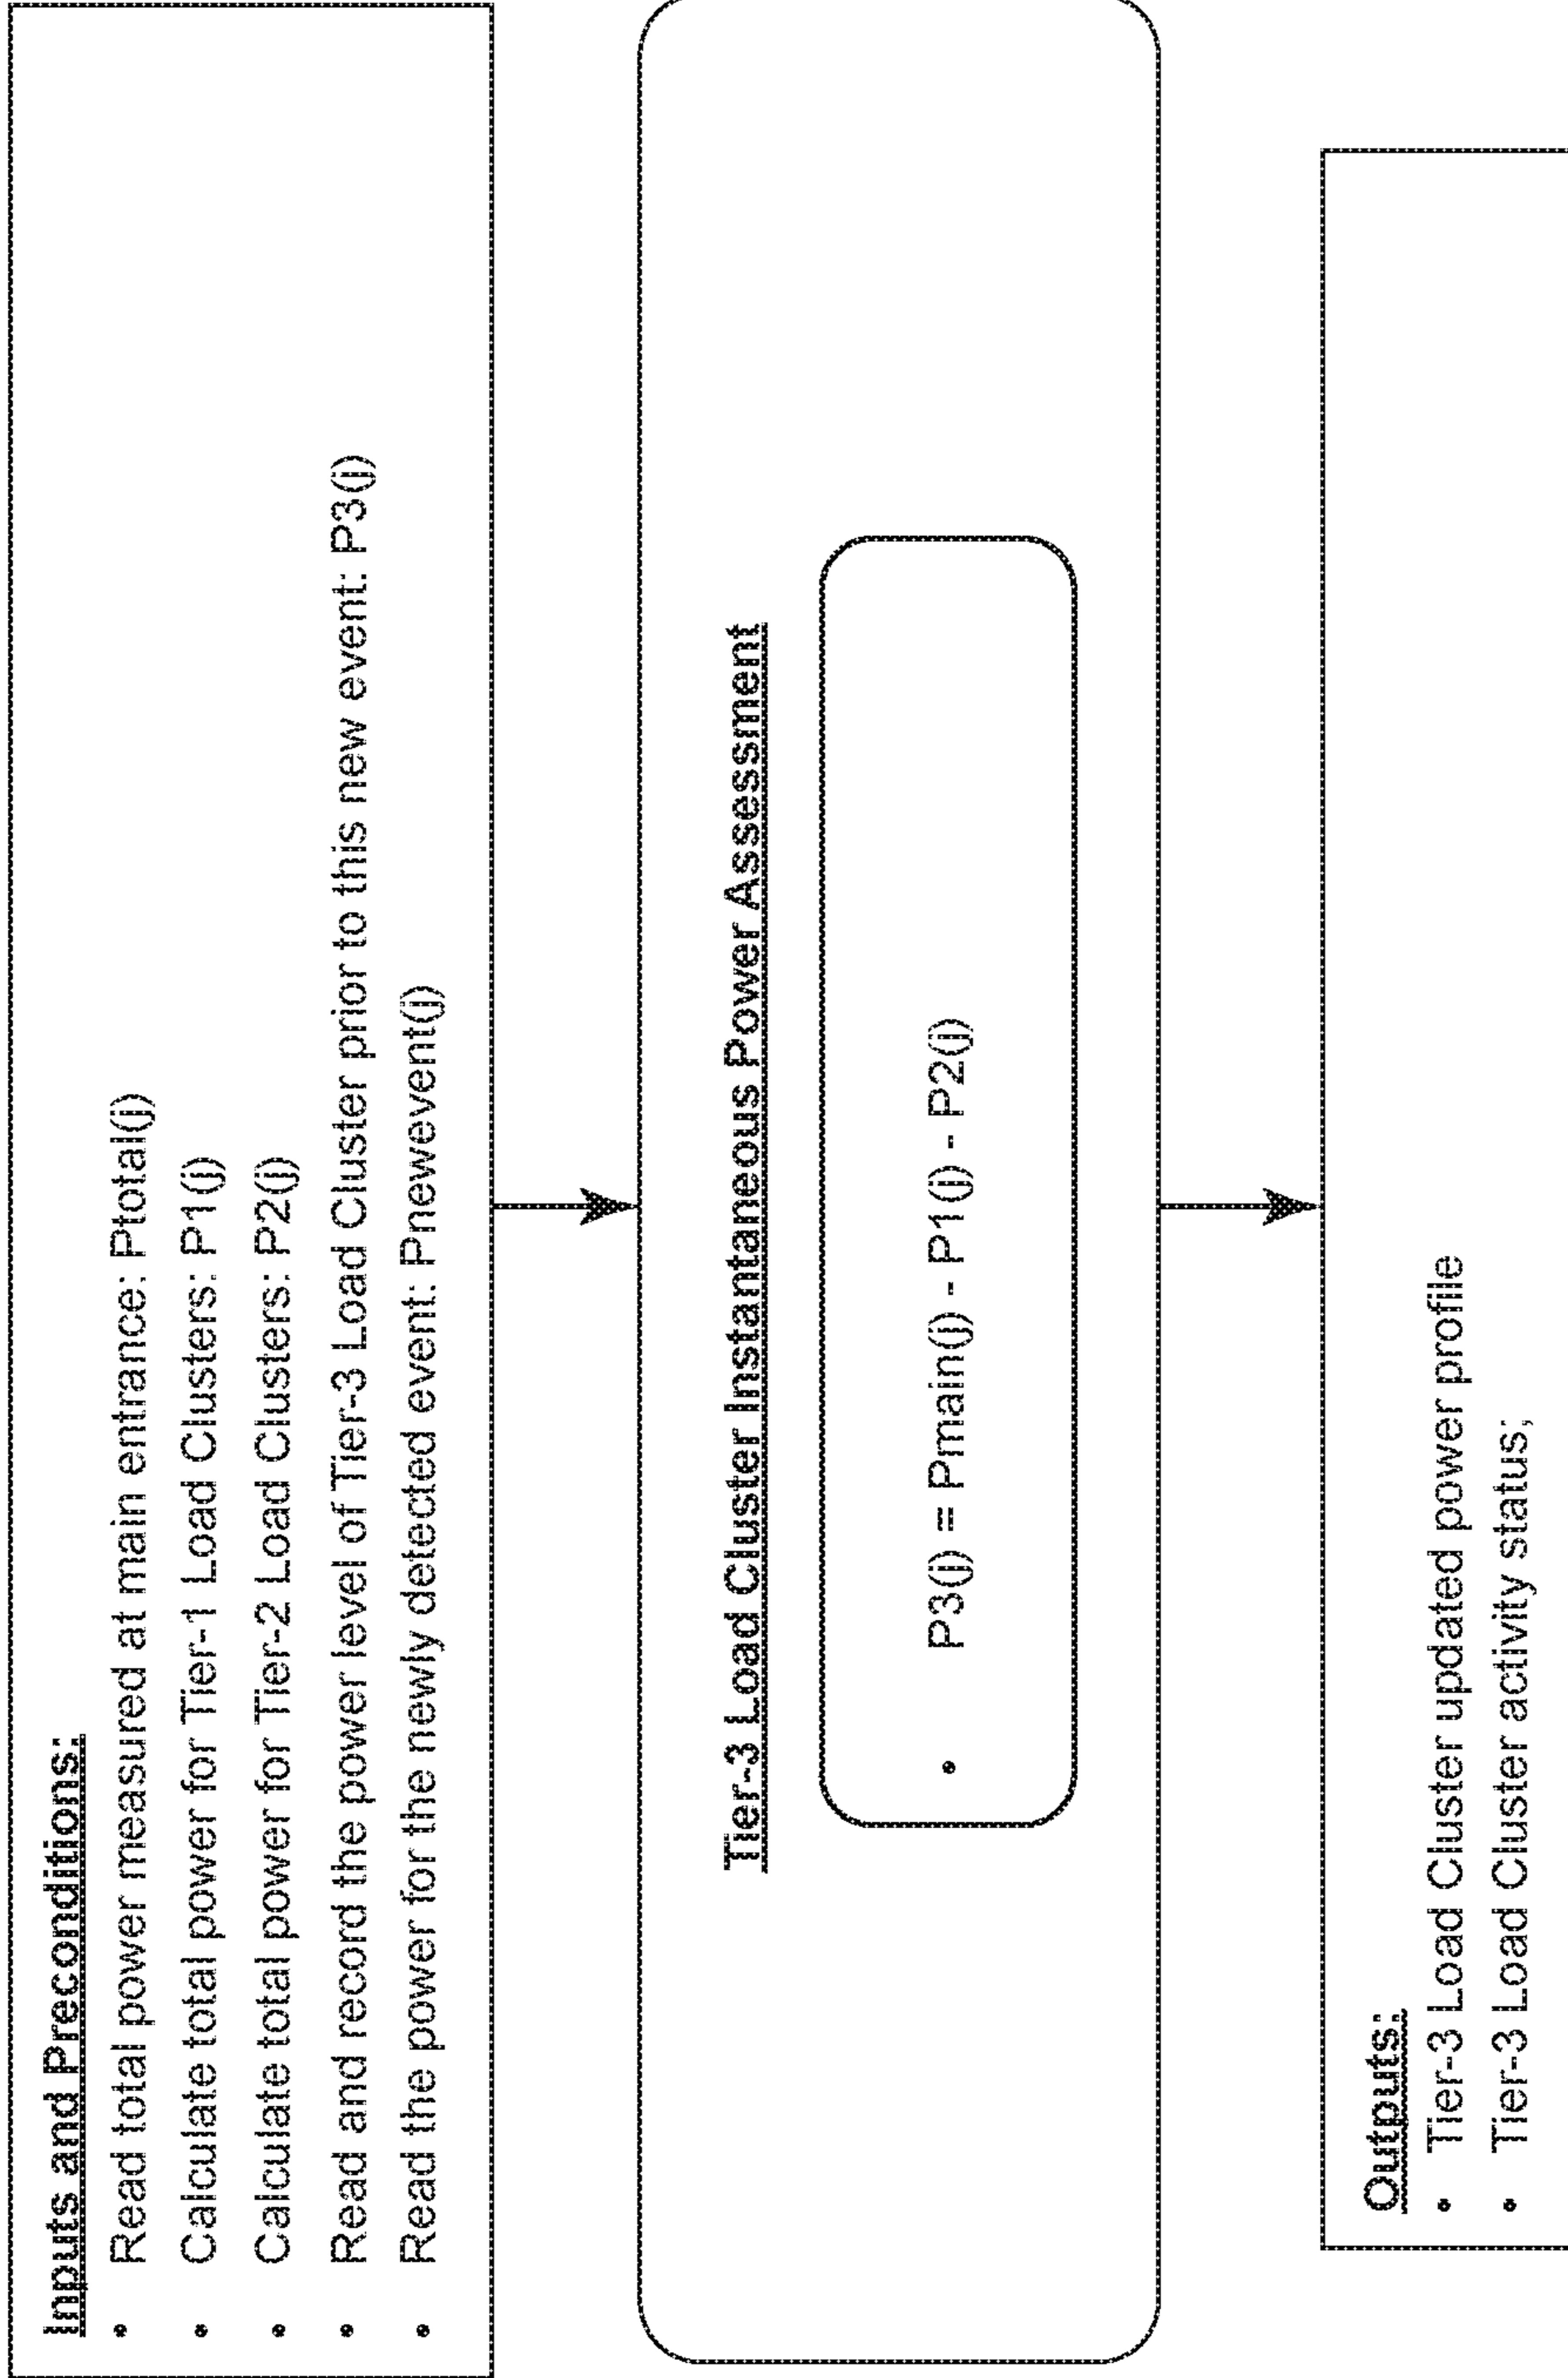 Inputs and Preconditions:
• Read total power measured at main entrance: Ptotal(j)
• Calculate total power for Tier-1 Load Clusters: P1(j)
• Calculate total power for Tier-2 Load Clusters: P2(j)
• Read and record the power level of Tier-3 Load Cluster prior to this new event: P3(j)
• Read the power for the newly detected event: Pnewevent(j)
Tier-3 Load Cluster Instantaneous Power Assessment
• P3(j) = Pmain(j) - P1(j) - P2(j)
Outputs:
• Tier-3 Load Cluster updated power profile
• Tier-3 Load Cluster activity status;